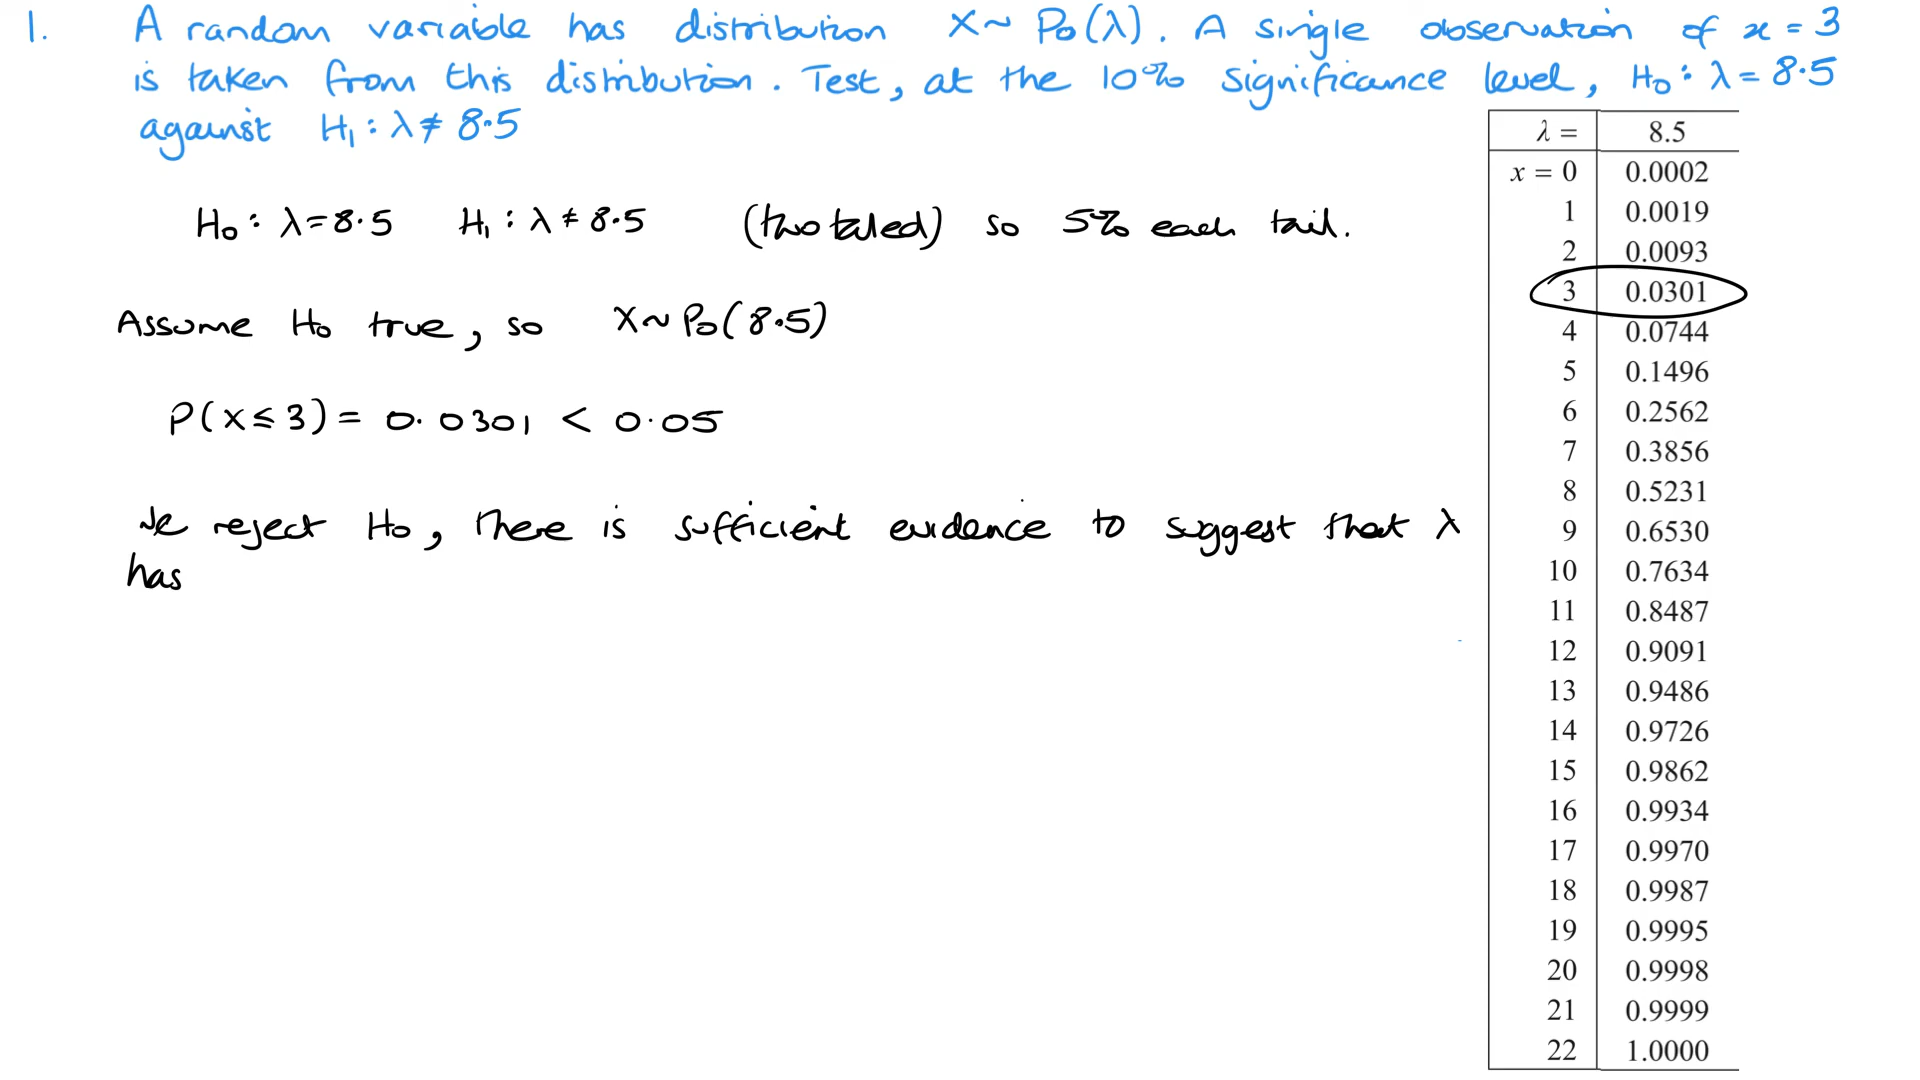 1. A random variable has distribution X~ Po(λ). A single observation of x = 3
is taken from this distribution. Test, at the 10% significance level, H₀: λ = 8.5
against H₁: λ ≠ 8.5
H₀: λ = 8.5 H₁: λ ≠ 8.5 (two tailed) so 5% each tail.
Assume H₀ true, so X~ Po(8.5)
P(X ≤ 3) = 0.0301 < 0.05
We reject H₀, there is sufficient evidence to suggest that λ
has
λ = 8.5
x = 0 0.0002
1 0.0019
2 0.0093
3 0.0301
4 0.0744
5 0.1496
6 0.2562
7 0.3856
8 0.5231
9 0.6530
10 0.7634
11 0.8487
12 0.9091
13 0.9486
14 0.9726
15 0.9862
16 0.9934
17 0.9970
18 0.9987
19 0.9995
20 0.9998
21 0.9999
22 1.0000